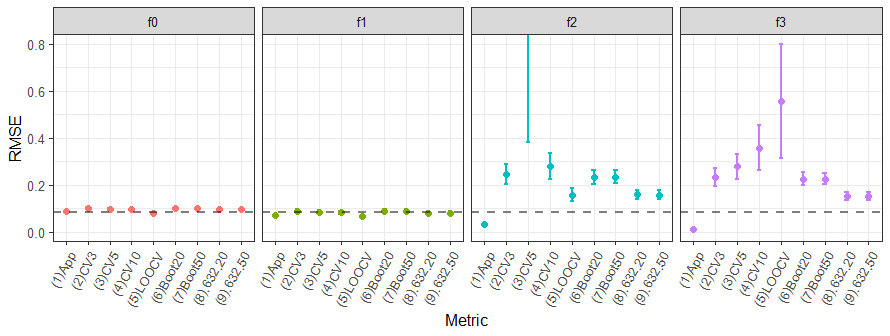 f0 f1 f2 f3
RMSE
0.8
0.6
0.4
0.2
0.0
(1)App (2)CV3 (3)CV5 (4)CV10 (5)LOOCV (6)Boot20 (7)Boot50 (8).632.20 (9).632.50
(1)App (2)CV3 (3)CV5 (4)CV10 (5)LOOCV (6)Boot20 (7)Boot50 (8).632.20 (9).632.50
(1)App (2)CV3 (3)CV5 (4)CV10 (5)LOOCV (6)Boot20 (7)Boot50 (8).632.20 (9).632.50
(1)App (2)CV3 (3)CV5 (4)CV10 (5)LOOCV (6)Boot20 (7)Boot50 (8).632.20 (9).632.50
Metric